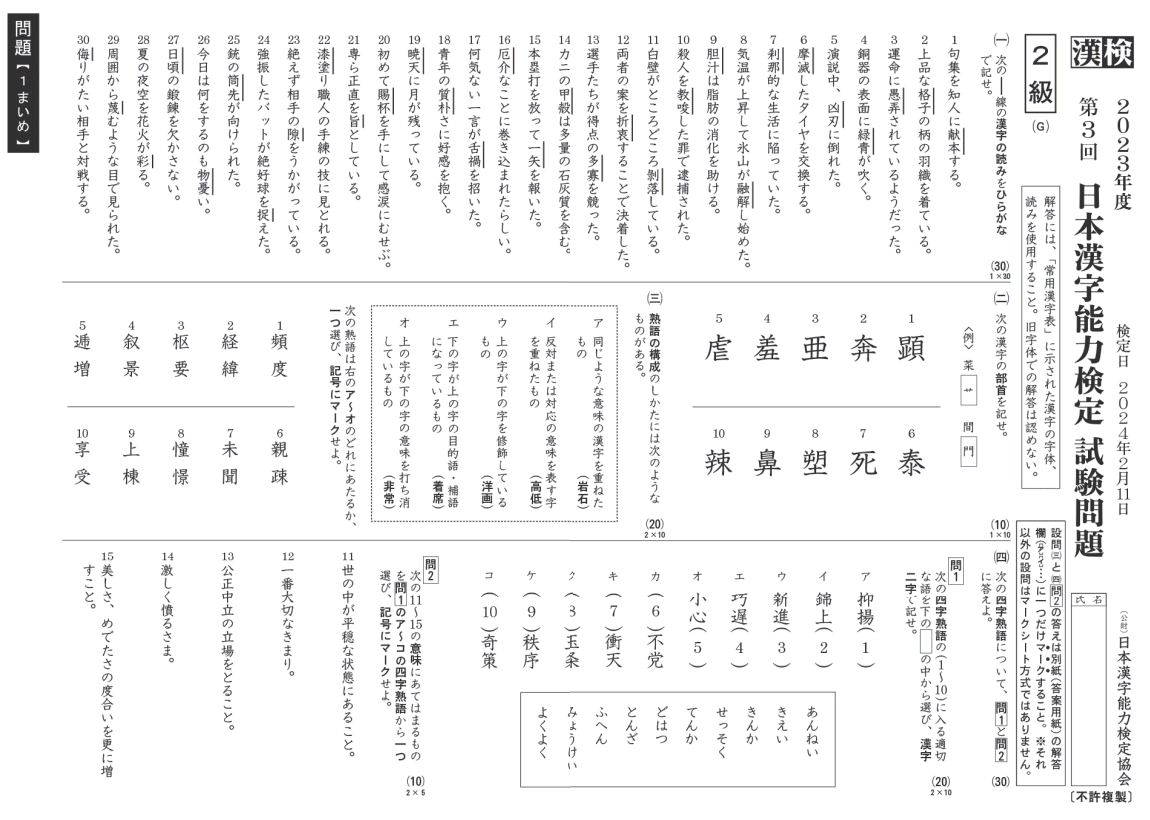 漢検
2023年度
第3回 日本漢字能力検定 試験問題
検定日 2024年2月11日
(公財)日本漢字能力検定協会
〔不許複製〕
氏名
2級
(G)
解答には、「常用漢字表」に示された漢字の字体、
読みを使用すること。旧字体での解答は認めない。
設問㈢と㈣問2の答えは別紙(答案用紙)の解答
欄に一つだけマークすること。※それ
以外の設問はマークシート方式ではありません。
㈠ 次の――線の漢字の読みをひらがな
で記せ。
(30)
1×30
1 句集を知人に献本する。
2 上品な格子の柄の羽織を着ている。
3 運命に愚弄されているようだった。
4 銅器の表面に緑青が吹く。
5 演説中、凶刃に倒れた。
6 摩滅したタイヤを交換する。
7 刹那的な生活に陥っていた。
8 気温が上昇して氷山が融解し始めた。
9 胆汁は脂肪の消化を助ける。
10 殺人を教唆した罪で逮捕された。
11 白壁がところどころ剝落している。
12 両者の案を折衷することで決着した。
13 選手たちが得点の多寡を競った。
14 カニの甲殻は多量の石灰質を含む。
15 本塁打を放って一矢を報いた。
16 厄介なことに巻き込まれたらしい。
17 何気ない一言が舌禍を招いた。
18 青年の質朴さに好感を抱く。
19 暁天に月が残っている。
20 初めて賜杯を手にして感涙にむせぶ。
21 専ら正直を旨としている。
22 漆塗り職人の手練の技に見とれる。
23 絶えず相手の隙をうかがっている。
24 強振したバットが絶好球を捉えた。
25 銃の筒先が向けられた。
26 今日は何をするのも物憂い。
27 日頃の鍛錬を欠かさない。
28 夏の夜空を花火が彩る。
29 周囲から蔑むような目で見られた。
30 侮りがたい相手と対戦する。
㈡ 次の漢字の部首を記せ。
(10)
1×10
〈例〉菜 艹 間 門
1 顕
2 奔
3 亜
4 羞
5 虐
6 泰
7 死
8 塑
9 鼻
10 辣
㈢ 熟語の構成のしかたには次のような
ものがある。
(20)
2×10
ア 同じような意味の漢字を重ねた
もの (岩石)
イ 反対または対応の意味を表す字
を重ねたもの (高低)
ウ 上の字が下の字を修飾している
もの (洋画)
エ 下の字が上の字の目的語・補語
になっているもの (着席)
オ 上の字が下の字の意味を打ち消
しているもの (非常)
次の熟語は右のア~オのどれにあたるか、
一つ選び、記号にマークせよ。
1 頻度
2 経緯
3 枢要
4 叙景
5 逓増
6 親疎
7 未聞
8 憧憬
9 上棟
10 享受
㈣ 次の四字熟語について、問1と問2
に答えよ。
(30)
問1
次の四字熟語の(1~10)に入る適切
な語を下の□の中から選び、漢字
二字で記せ。
(20)
2×10
ア 抑揚(1)
イ 錦上(2)
ウ 新進(3)
エ 巧遅(4)
オ 小心(5)
カ(6)不党
キ(7)衝天
ク(8)玉条
ケ(9)秩序
コ(10)奇策
あんねい
きえい
きんか
せっそく
てんか
どはつ
とんざ
ふへん
みょうけい
よくよく
問2
次の11~15の意味にあてはまるもの
を問1のア~コの四字熟語から一つ
選び、記号にマークせよ。
(10)
2×5
11 世の中が平穏な状態にあること。
12 一番大切なきまり。
13 公正中立の立場をとること。
14 激しく憤るさま。
15 美しさ、めでたさの度合いを更に増
すこと。
問題【1まいめ】